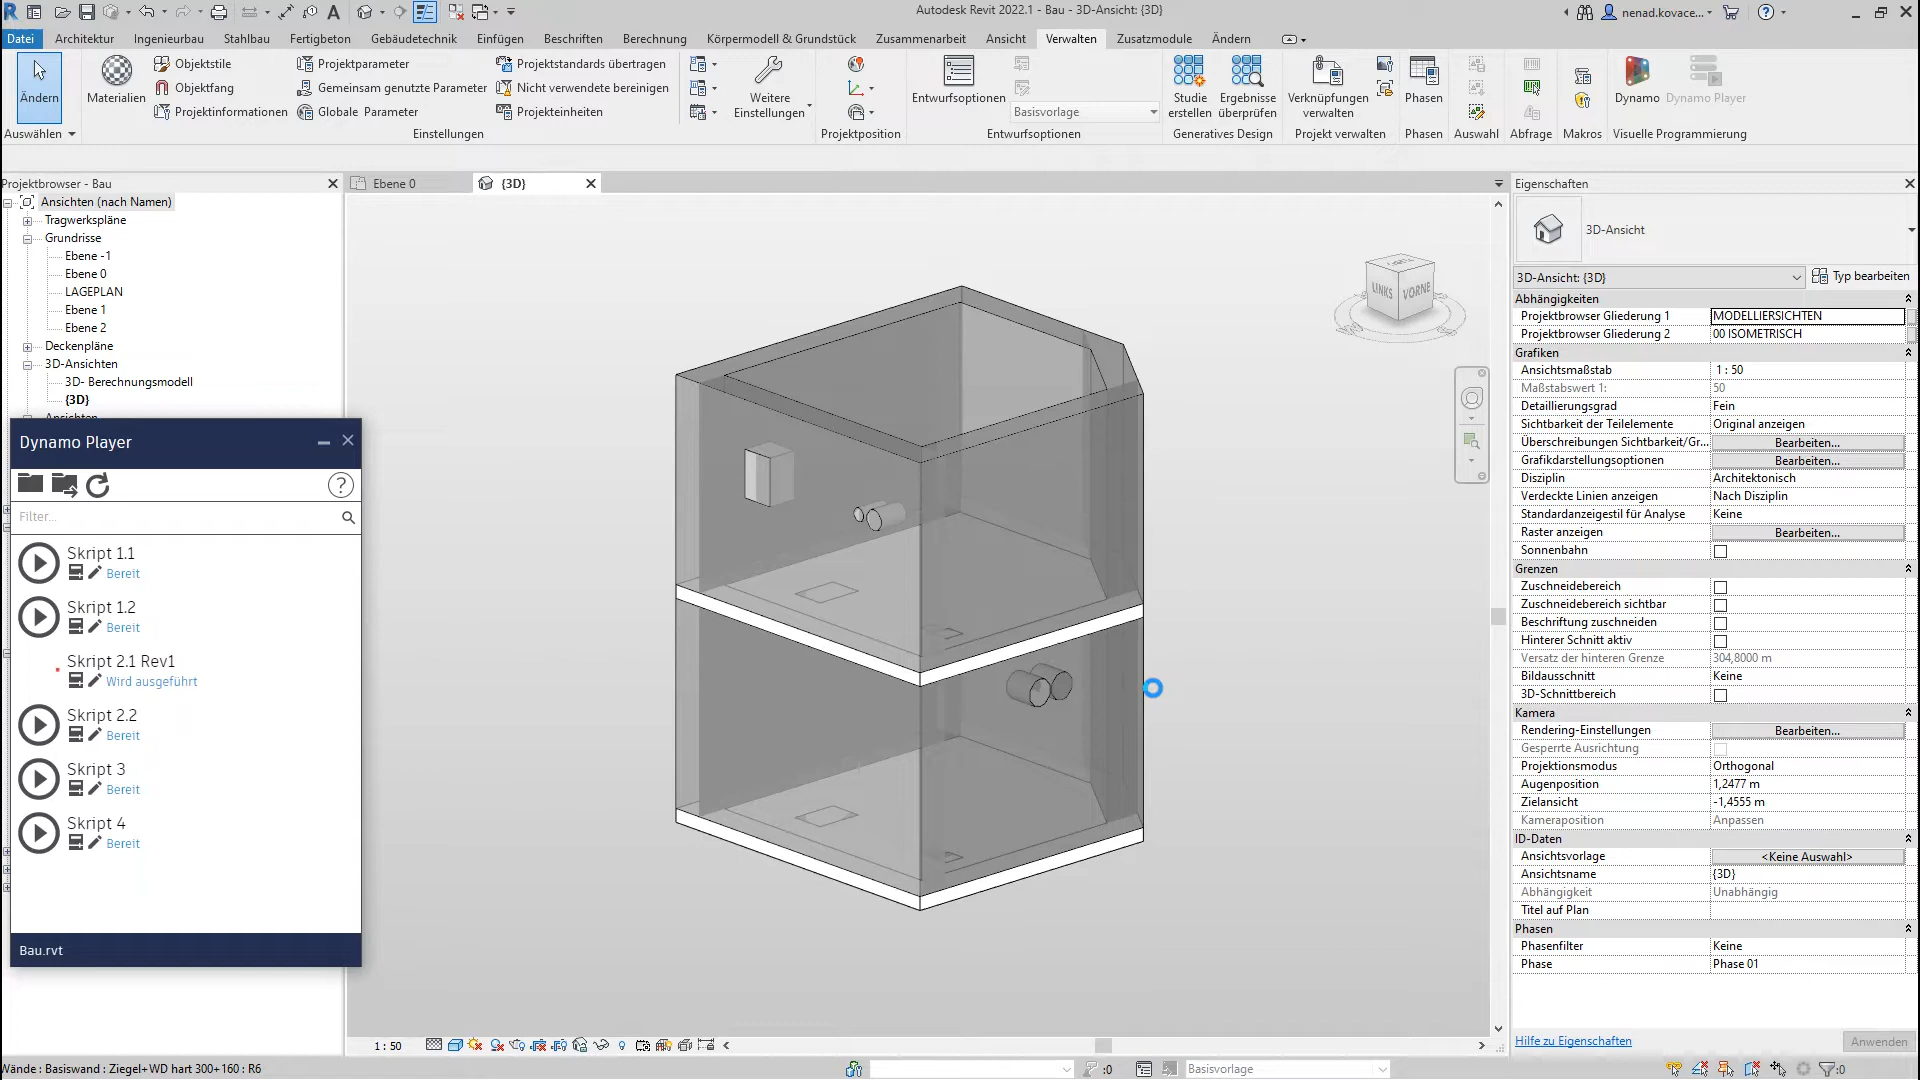 Autodesk Revit 2022.1 - Bau - 3D-Ansicht: {3D}
nenad.kovace...
Datei Architektur Ingenieurbau Stahlbau Fertigbeton Gebäudetechnik Einfügen Beschriften Berechnung Körpermodell & Grundstück Zusammenarbeit Ansicht Verwalten Zusatzmodule Ändern
Ändern
Auswählen
Materialien
Objektstile
Objektfang
Projektinformationen
Projektparameter
Gemeinsam genutzte Parameter
Globale Parameter
Projektstandards übertragen
Nicht verwendete bereinigen
Projekteinheiten
Einstellungen
Weitere
Einstellungen
Projektposition
Entwurfsoptionen
Basisvorlage
Entwurfsoptionen
Studie
erstellen
Ergebnisse
überprüfen
Generatives Design
Verknüpfungen
verwalten
Projekt verwalten
Phasen
Phasen
Auswahl
Abfrage
Makros
Dynamo
Dynamo Player
Visuelle Programmierung
Projektbrowser - Bau
Ansichten (nach Namen)
Tragwerkspläne
Grundrisse
Ebene -1
Ebene 0
LAGEPLAN
Ebene 1
Ebene 2
Deckenpläne
3D-Ansichten
3D- Berechnungsmodell
{3D}
Dynamo Player
Filter...
Skript 1.1
Bereit
Skript 1.2
Bereit
Skript 2.1 Rev1
Wird ausgeführt
Skript 2.2
Bereit
Skript 3
Bereit
Skript 4
Bereit
Bau.rvt
Ebene 0
{3D}
LINKS
VORNE
Eigenschaften
3D-Ansicht
3D-Ansicht: {3D}
Typ bearbeiten
Abhängigkeiten
Projektbrowser Gliederung 1 MODELLIERSICHTEN
Projektbrowser Gliederung 2 00 ISOMETRISCH
Grafiken
Ansichtsmaßstab 1 : 50
Maßstabswert 1: 50
Detaillierungsgrad Fein
Sichtbarkeit der Teilelemente Original anzeigen
Überschreibungen Sichtbarkeit/Gr... Bearbeiten...
Grafikdarstellungsoptionen Bearbeiten...
Disziplin Architektonisch
Verdeckte Linien anzeigen Nach Disziplin
Standardanzeigestil für Analyse Keine
Raster anzeigen Bearbeiten...
Sonnenbahn
Grenzen
Zuschneidebereich
Zuschneidebereich sichtbar
Beschriftung zuschneiden
Hinterer Schnitt aktiv
Versatz der hinteren Grenze 304,8000 m
Bildausschnitt Keine
3D-Schnittbereich
Kamera
Rendering-Einstellungen Bearbeiten...
Gesperrte Ausrichtung
Projektionsmodus Orthogonal
Augenposition 1,2477 m
Zielansicht -1,4555 m
Kameraposition Anpassen
ID-Daten
Ansichtsvorlage <Keine Auswahl>
Ansichtsname {3D}
Abhängigkeit Unabhängig
Titel auf Plan
Phasen
Phasenfilter Keine
Phase Phase 01
Hilfe zu Eigenschaften
Anwenden
1 : 50
Wände : Basiswand : Ziegel+WD hart 300+160 : R6
:0
Basisvorlage
:0